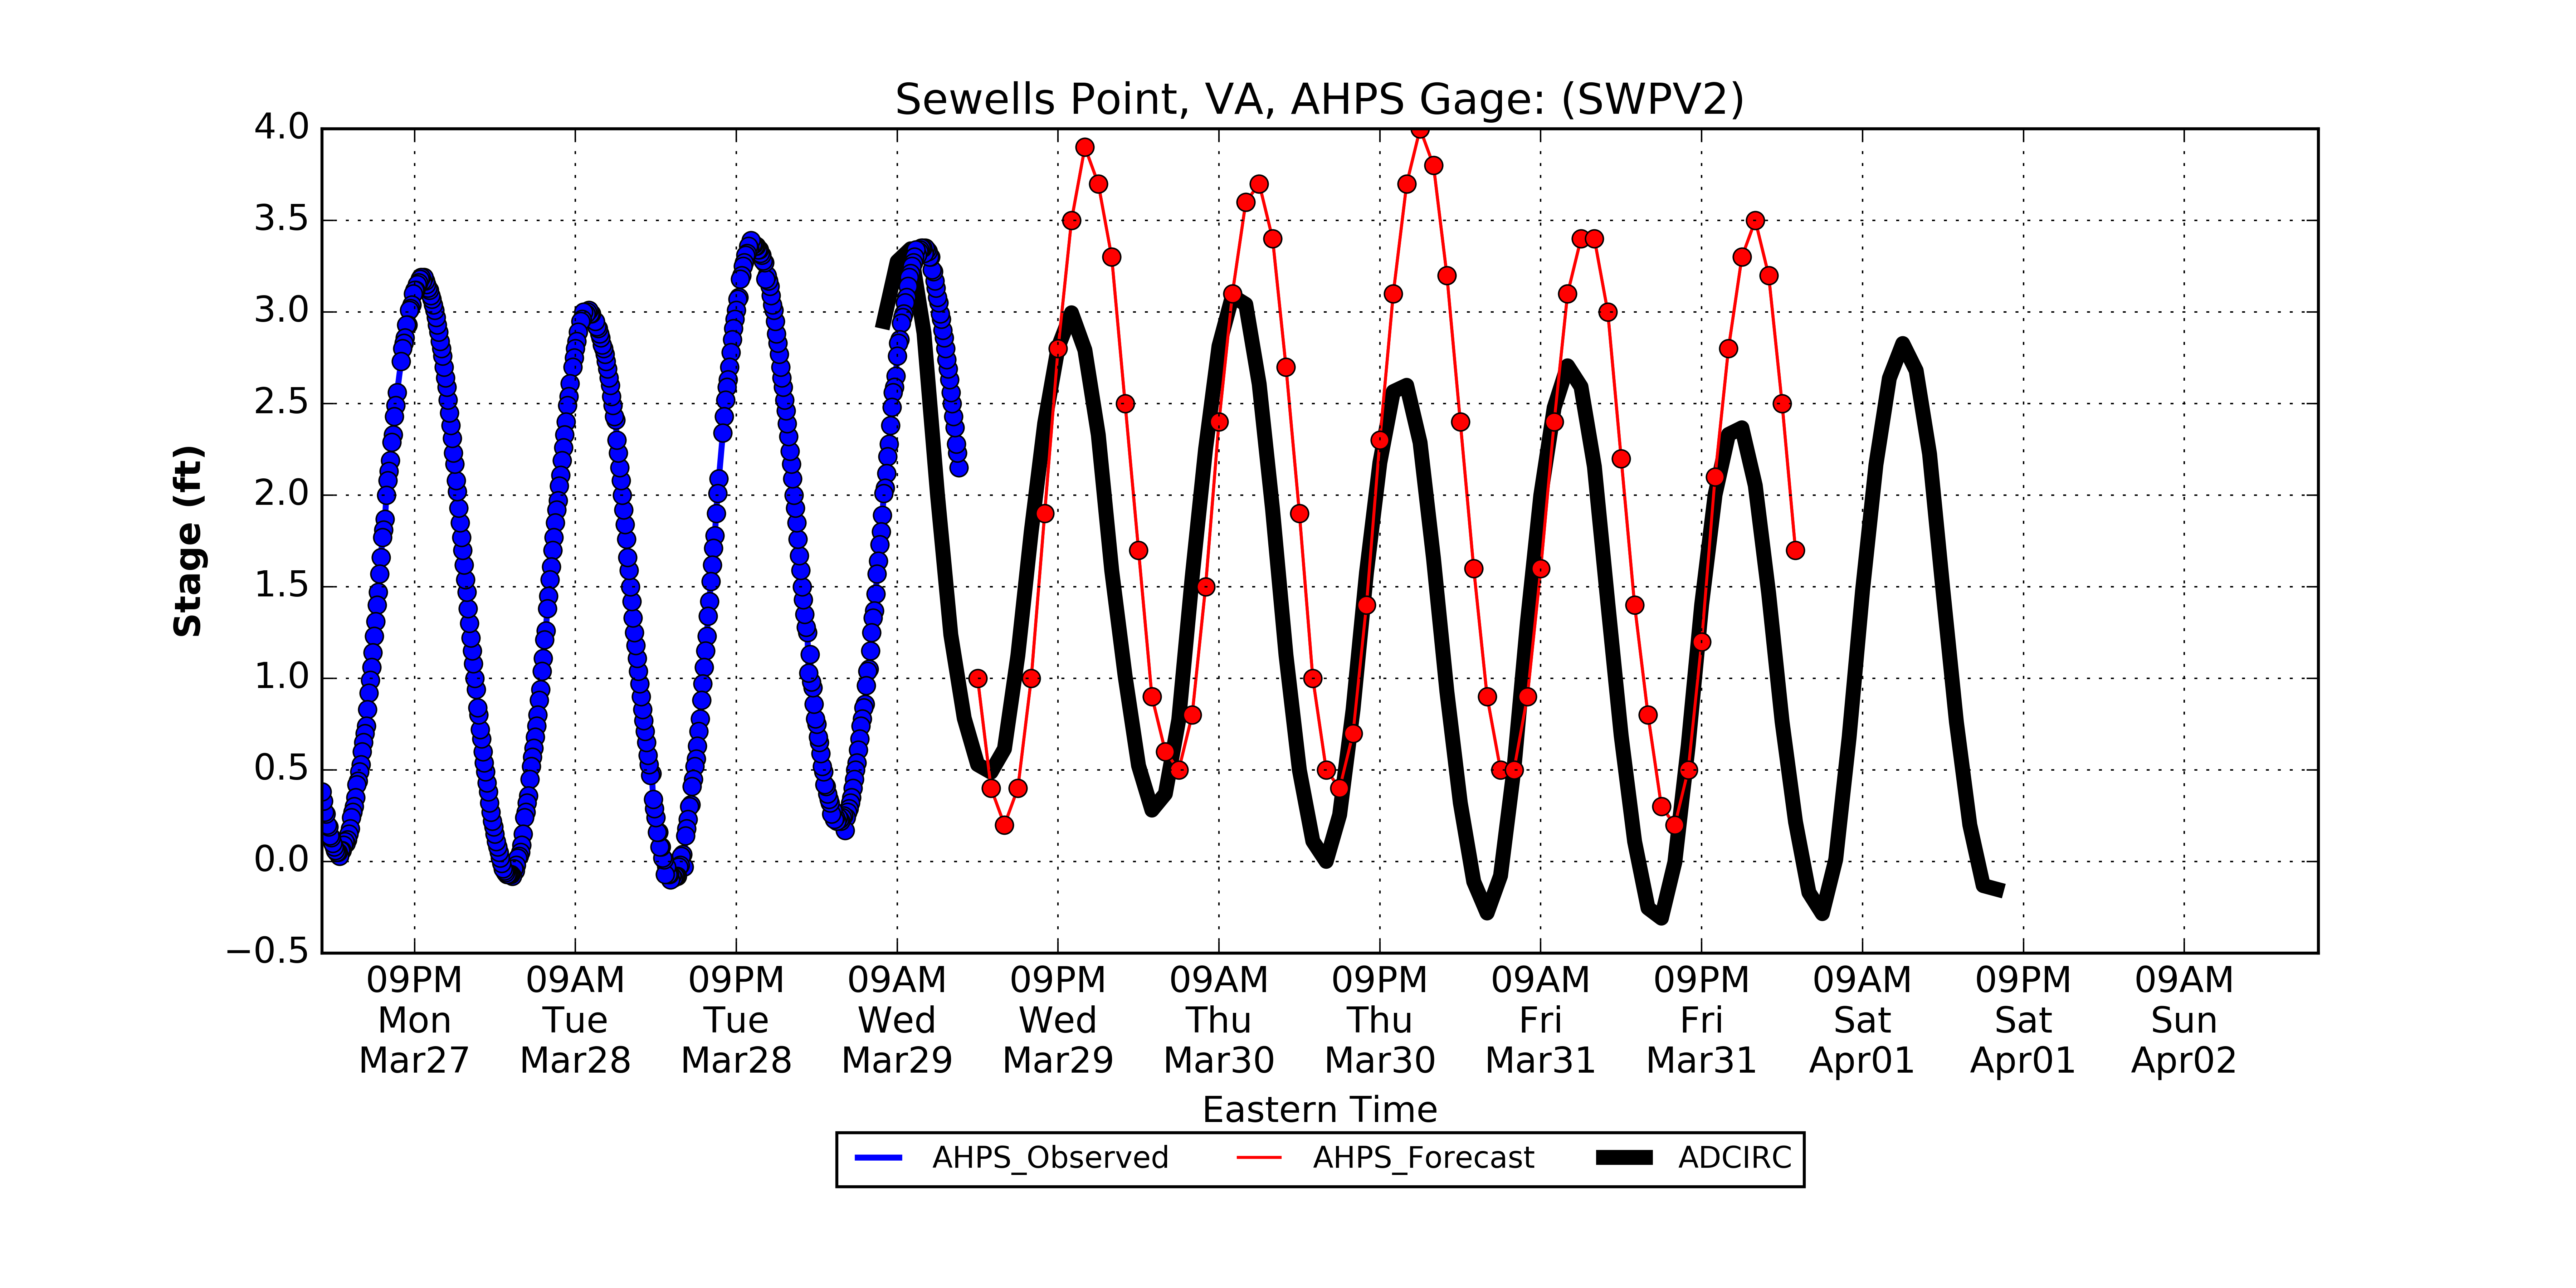 Sewells Point, VA, AHPS Gage: (SWPV2)
4.0
3.5
3.0
2.5
2.0
1.5
1.0
0.5
0.0
−0.5
Stage (ft)
09PM 09AM 09PM 09AM 09PM 09AM 09PM 09AM 09PM 09AM 09PM 09AM
Mon Tue Tue Wed Wed Thu Thu Fri Fri Sat Sat Sun
Mar27 Mar28 Mar28 Mar29 Mar29 Mar30 Mar30 Mar31 Mar31 Apr01 Apr01 Apr02
Eastern Time
AHPS_Observed AHPS_Forecast ADCIRC